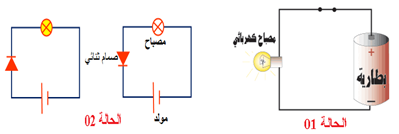 مصباح كهربائي
+
بطارية
−
الحالة 01
مصباح
صمام ثنائي
مولد
الحالة 02